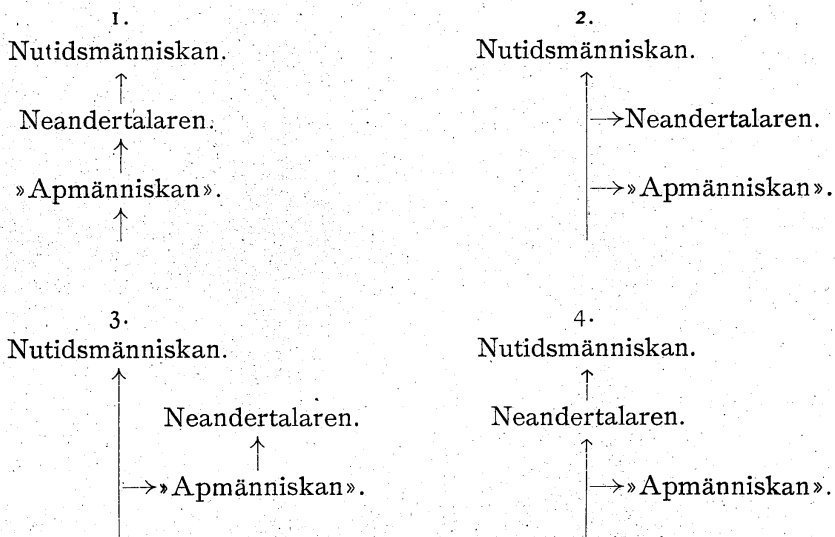 1.
Nutidsmänniskan.
Neandertalaren.
»Apmänniskan».
2.
Nutidsmänniskan.
Neandertalaren.
»Apmänniskan».
3.
Nutidsmänniskan.
Neandertalaren.
»Apmänniskan».
4.
Nutidsmänniskan.
Neandertalaren.
»Apmänniskan».